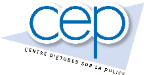 cep
CENTRE D'ETUDES SUR LA POLICE